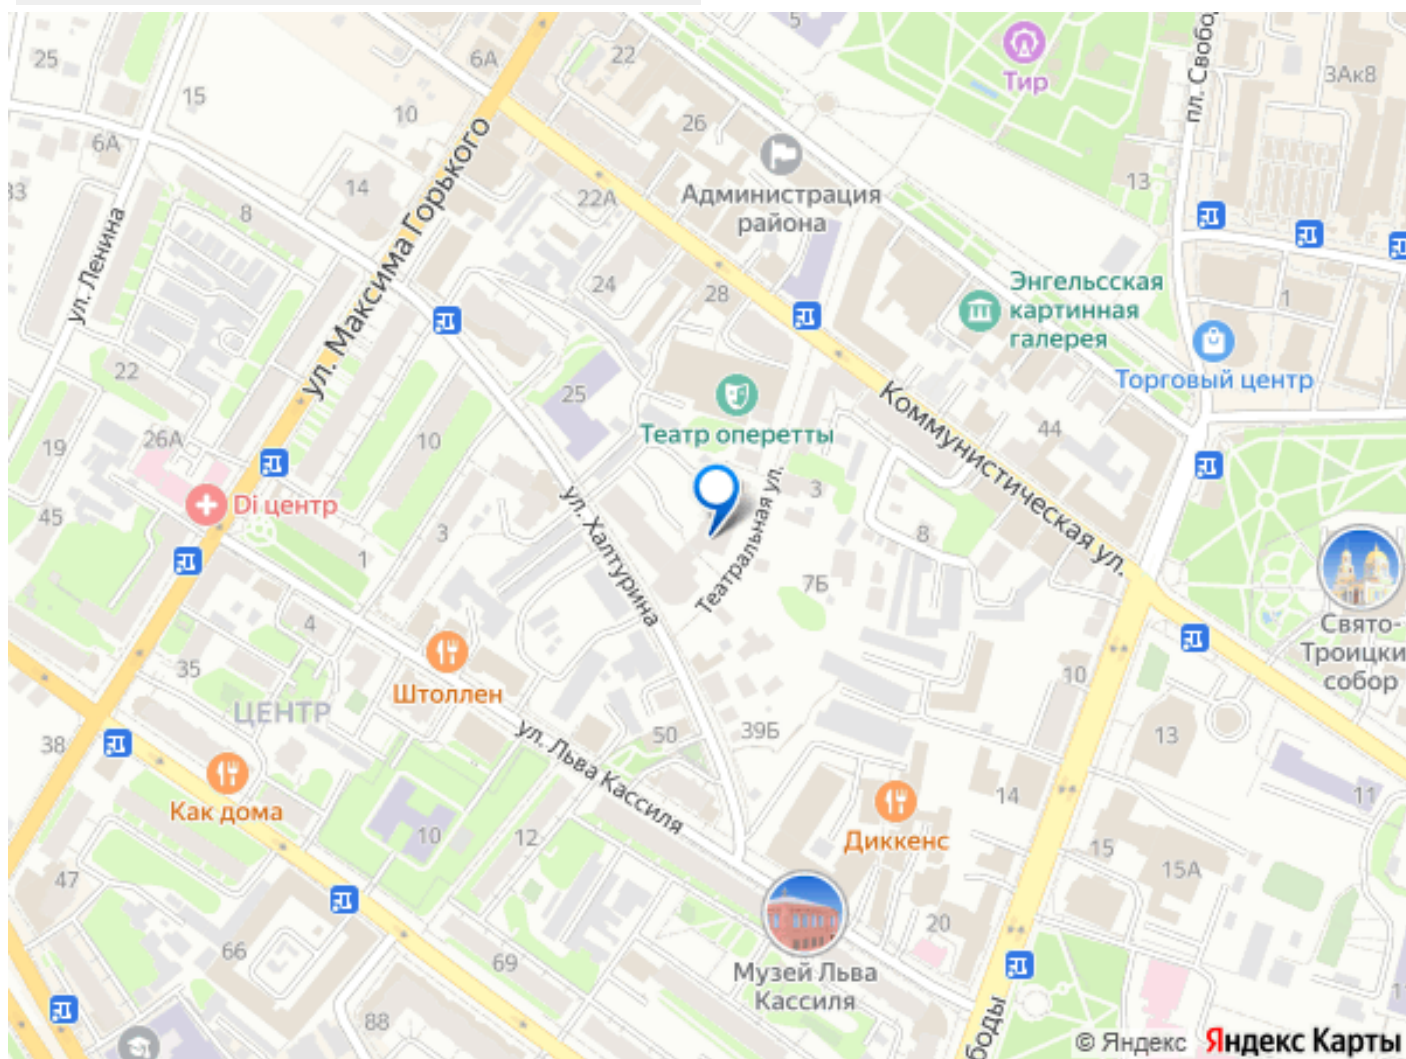 25
15
10
6А
22
5
Тир
пл. Свобо
3Ак8
6А
33
14
8
26
Администрация
района
13
22А
24
28
ул. Ленина
ул. Максима Горького
Энгельсская
картинная
галерея
1
Торговый центр
22
25
Театр оперетты
Коммунистическая ул.
44
19
26А
10
Di центр
45
1
3
ул. Халтурина
Театральная ул.
3
8
7Б
Свято-
Троицки
собор
4
35
Штоллен
ЦЕНТР
10
38
50
39Б
13
Как дома
ул. Льва Кассиля
14
11
10
12
Диккенс
15
15А
47
66
69
20
Музей Льва
Кассиля
88
боды
1
© Яндекс Яндекс Карты